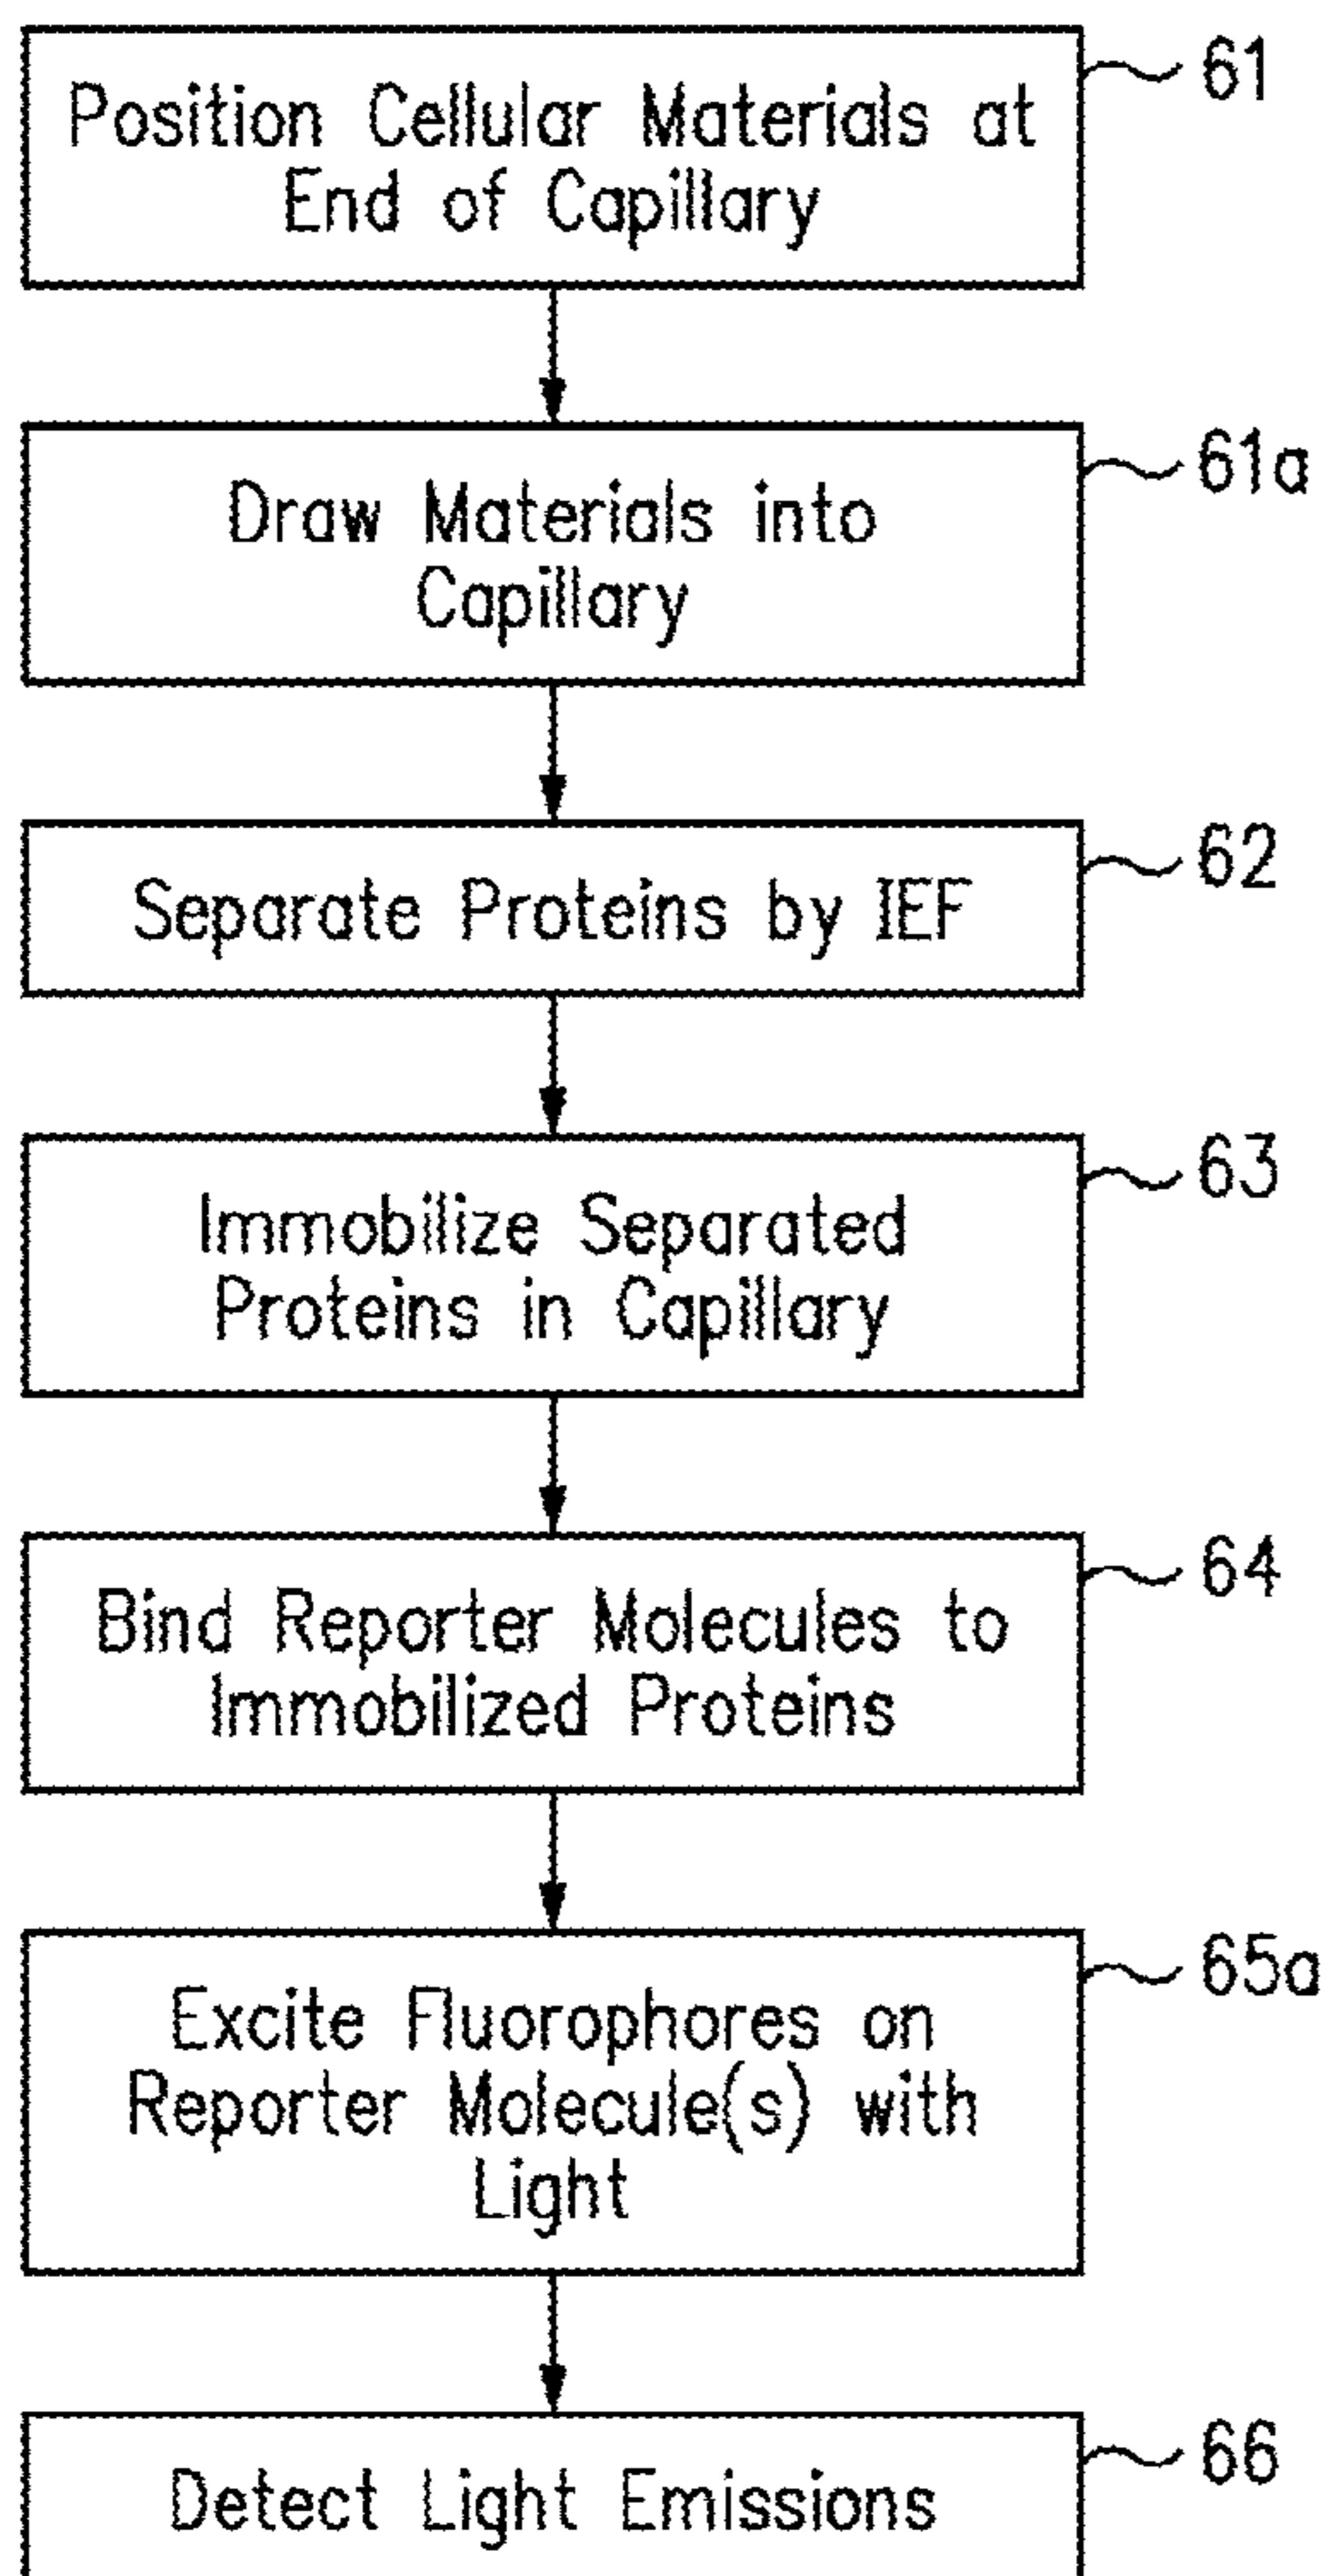 Position Cellular Materials at
End of Capillary
61
Draw Materials into
Capillary
61a
Separate Proteins by IEF
62
Immobilize Separated
Proteins in Capillary
63
Bind Reporter Molecules to
Immobilized Proteins
64
Excite Fluorophores on
Reporter Molecule(s) with
Light
65a
Detect Light Emissions
66